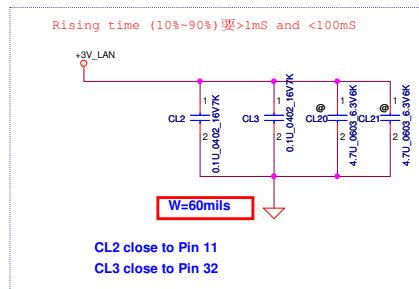 Rising time (10%~90%)要>1mS and <100mS
+3V_LAN
1
CL2
2
0.1U_0402_16V7K
1
CL3
2
0.1U_0402_16V7K
@
1
CL20
2
4.7U_0603_6.3V6K
@
1
CL21
2
4.7U_0603_6.3V6K
W=60mils
CL2 close to Pin 11
CL3 close to Pin 32